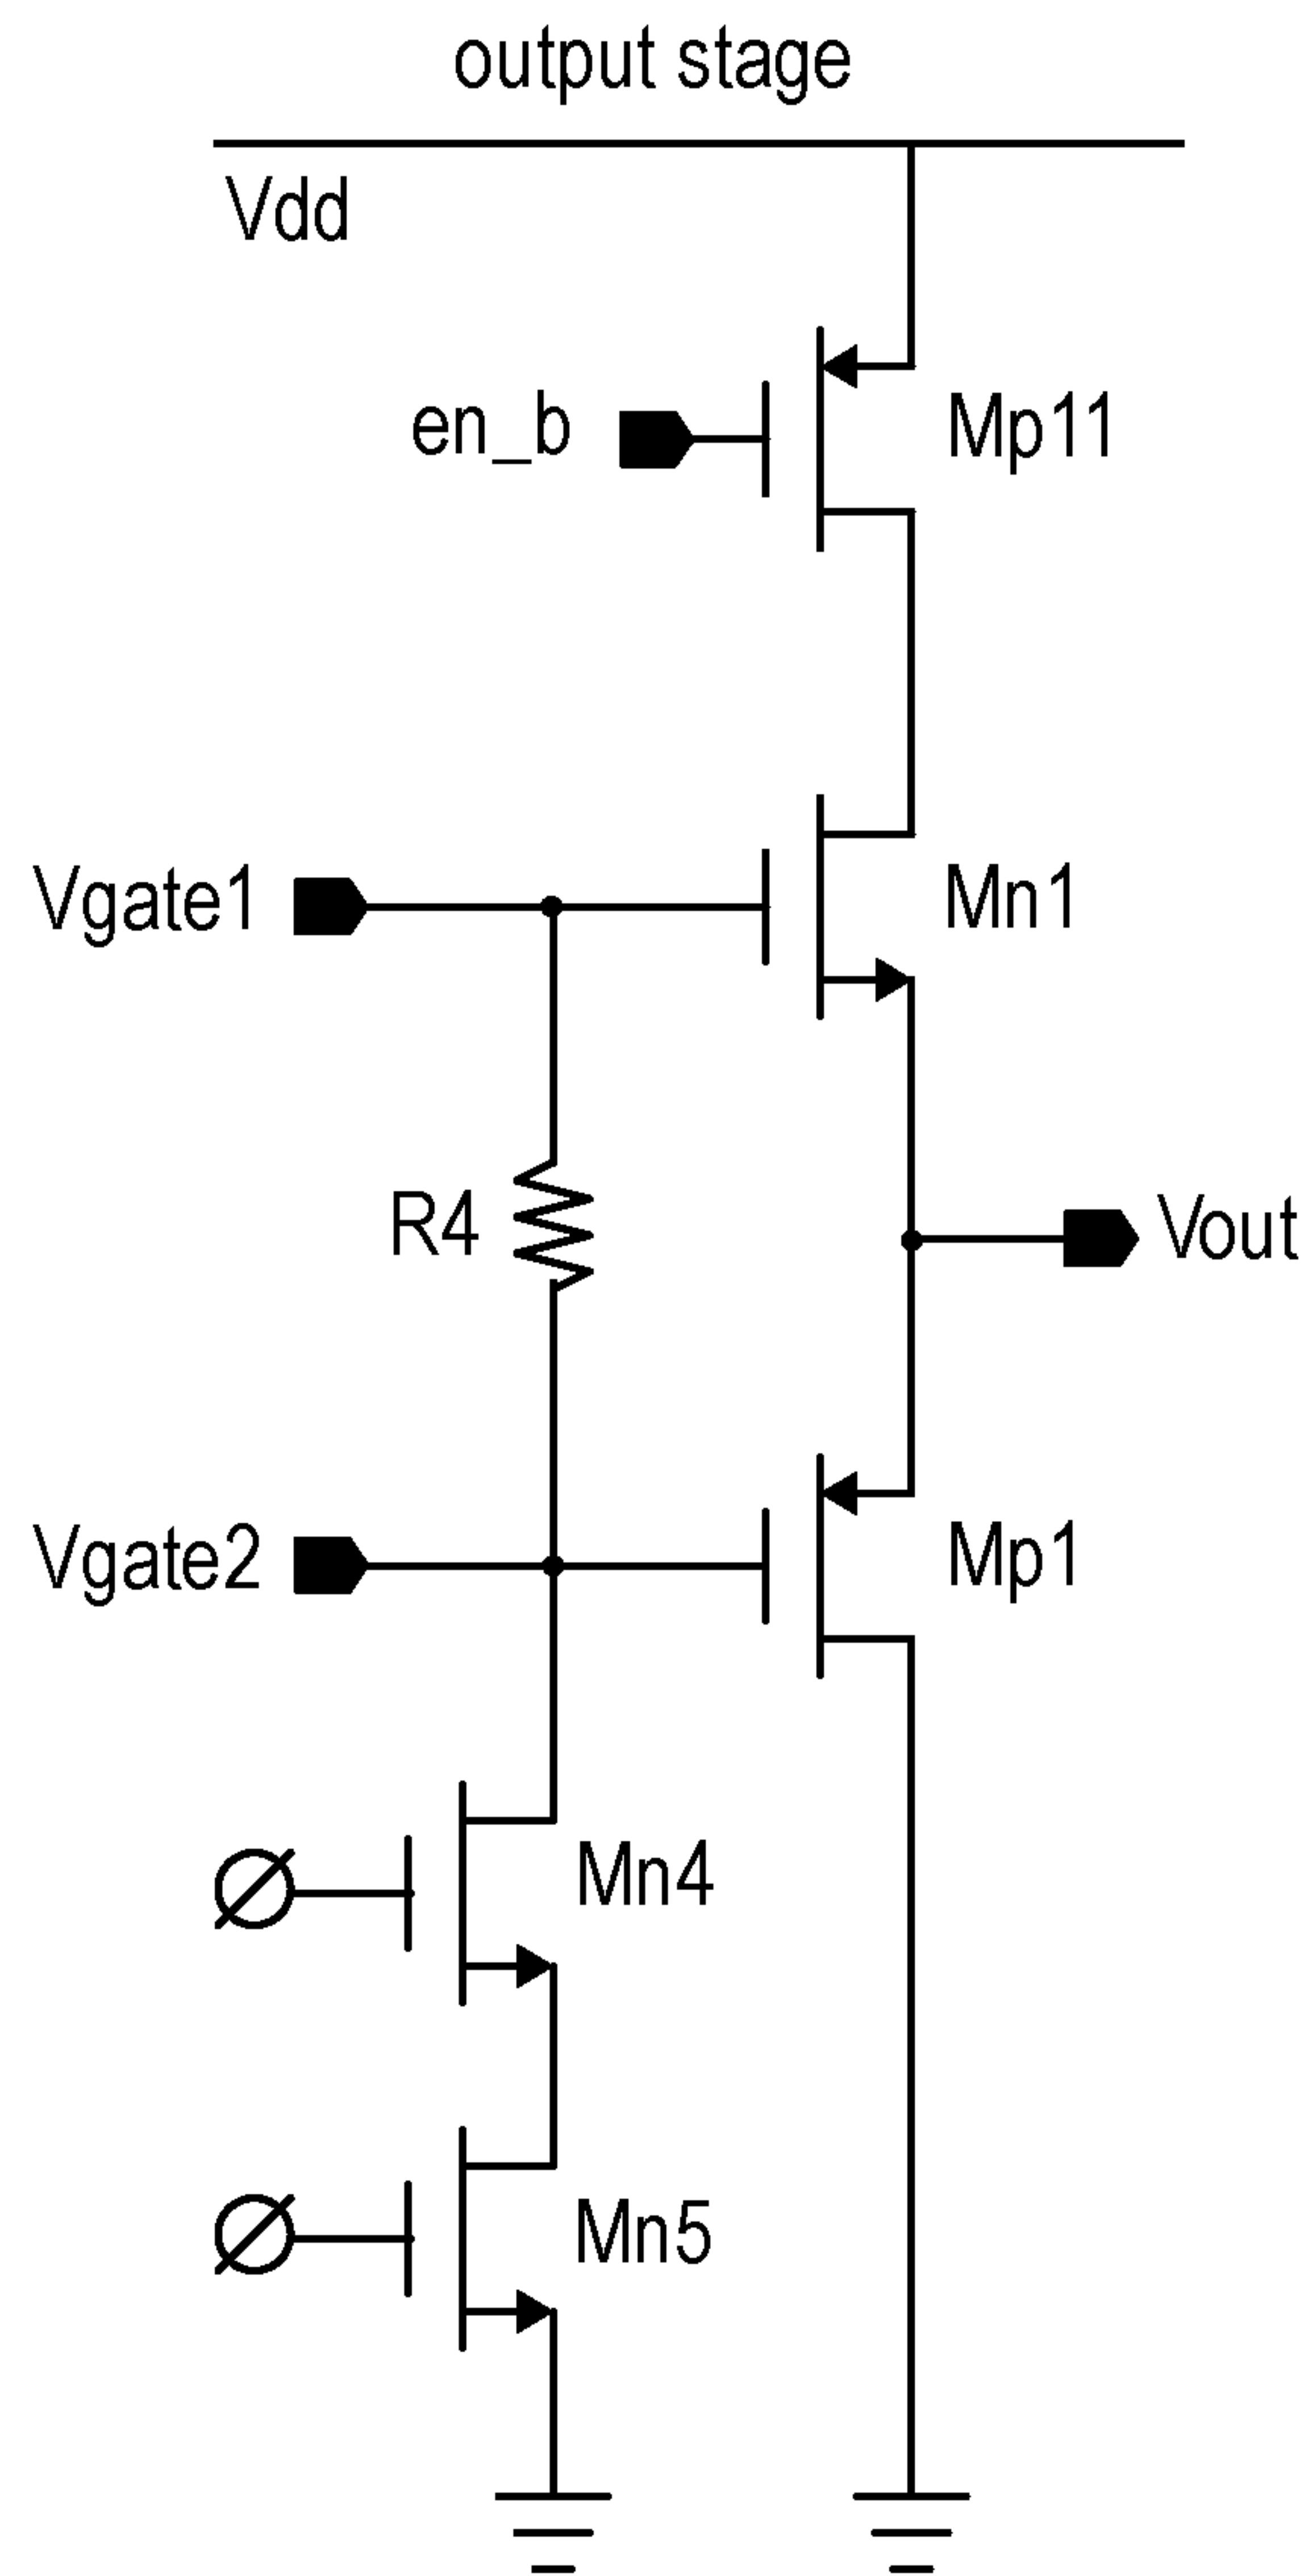 output stage
Vdd
en_b
Mp11
Vgate1
Mn1
R4
Vout
Vgate2
Mp1
Mn4
Mn5